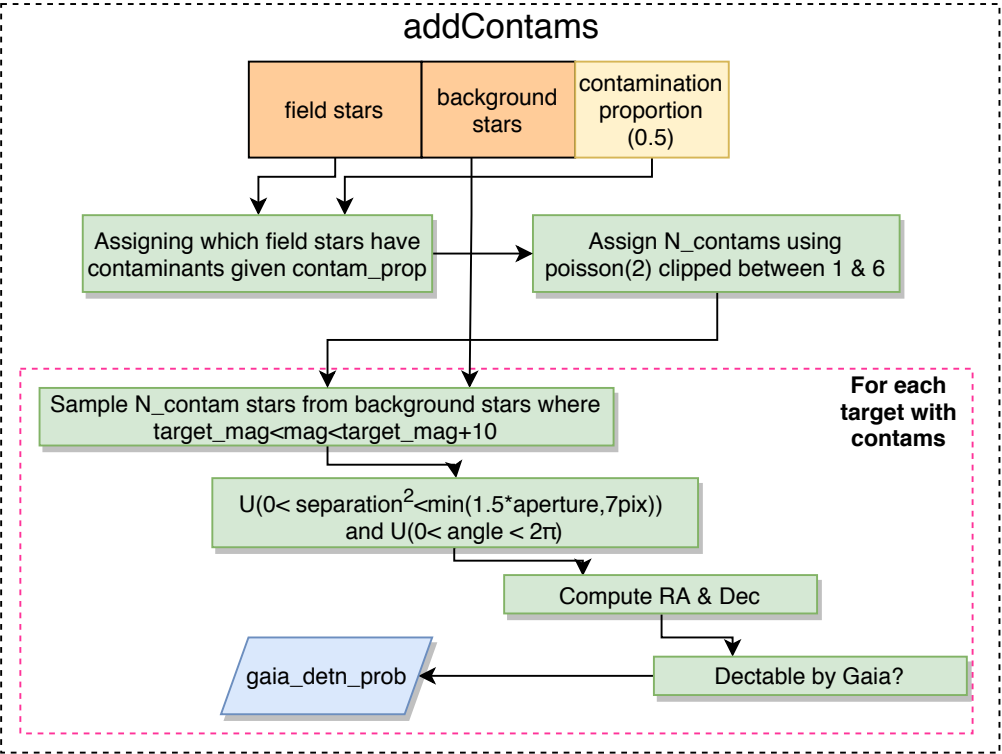 addContams
field stars
background
stars
contamination
proportion
(0.5)
Assigning which field stars have
contaminants given contam_prop
Assign N_contams using
poisson(2) clipped between 1 & 6
For each
target with
contams
Sample N_contam stars from background stars where
target_mag<mag<target_mag+10
U(0< separation²<min(1.5*aperture,7pix))
and U(0< angle < 2π)
Compute RA & Dec
Dectable by Gaia?
gaia_detn_prob